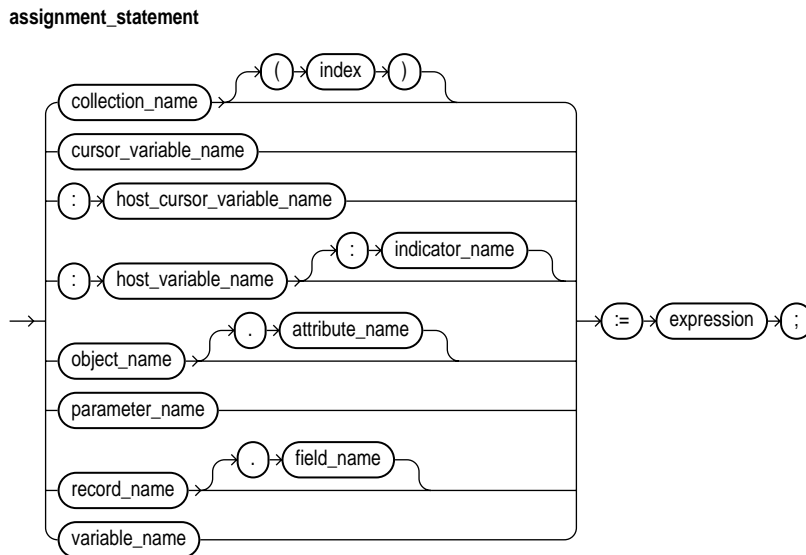 assignment_statement
( index )
collection_name
cursor_variable_name
: host_cursor_variable_name
: indicator_name
: host_variable_name
. attribute_name
:= expression ;
object_name
parameter_name
. field_name
record_name
variable_name